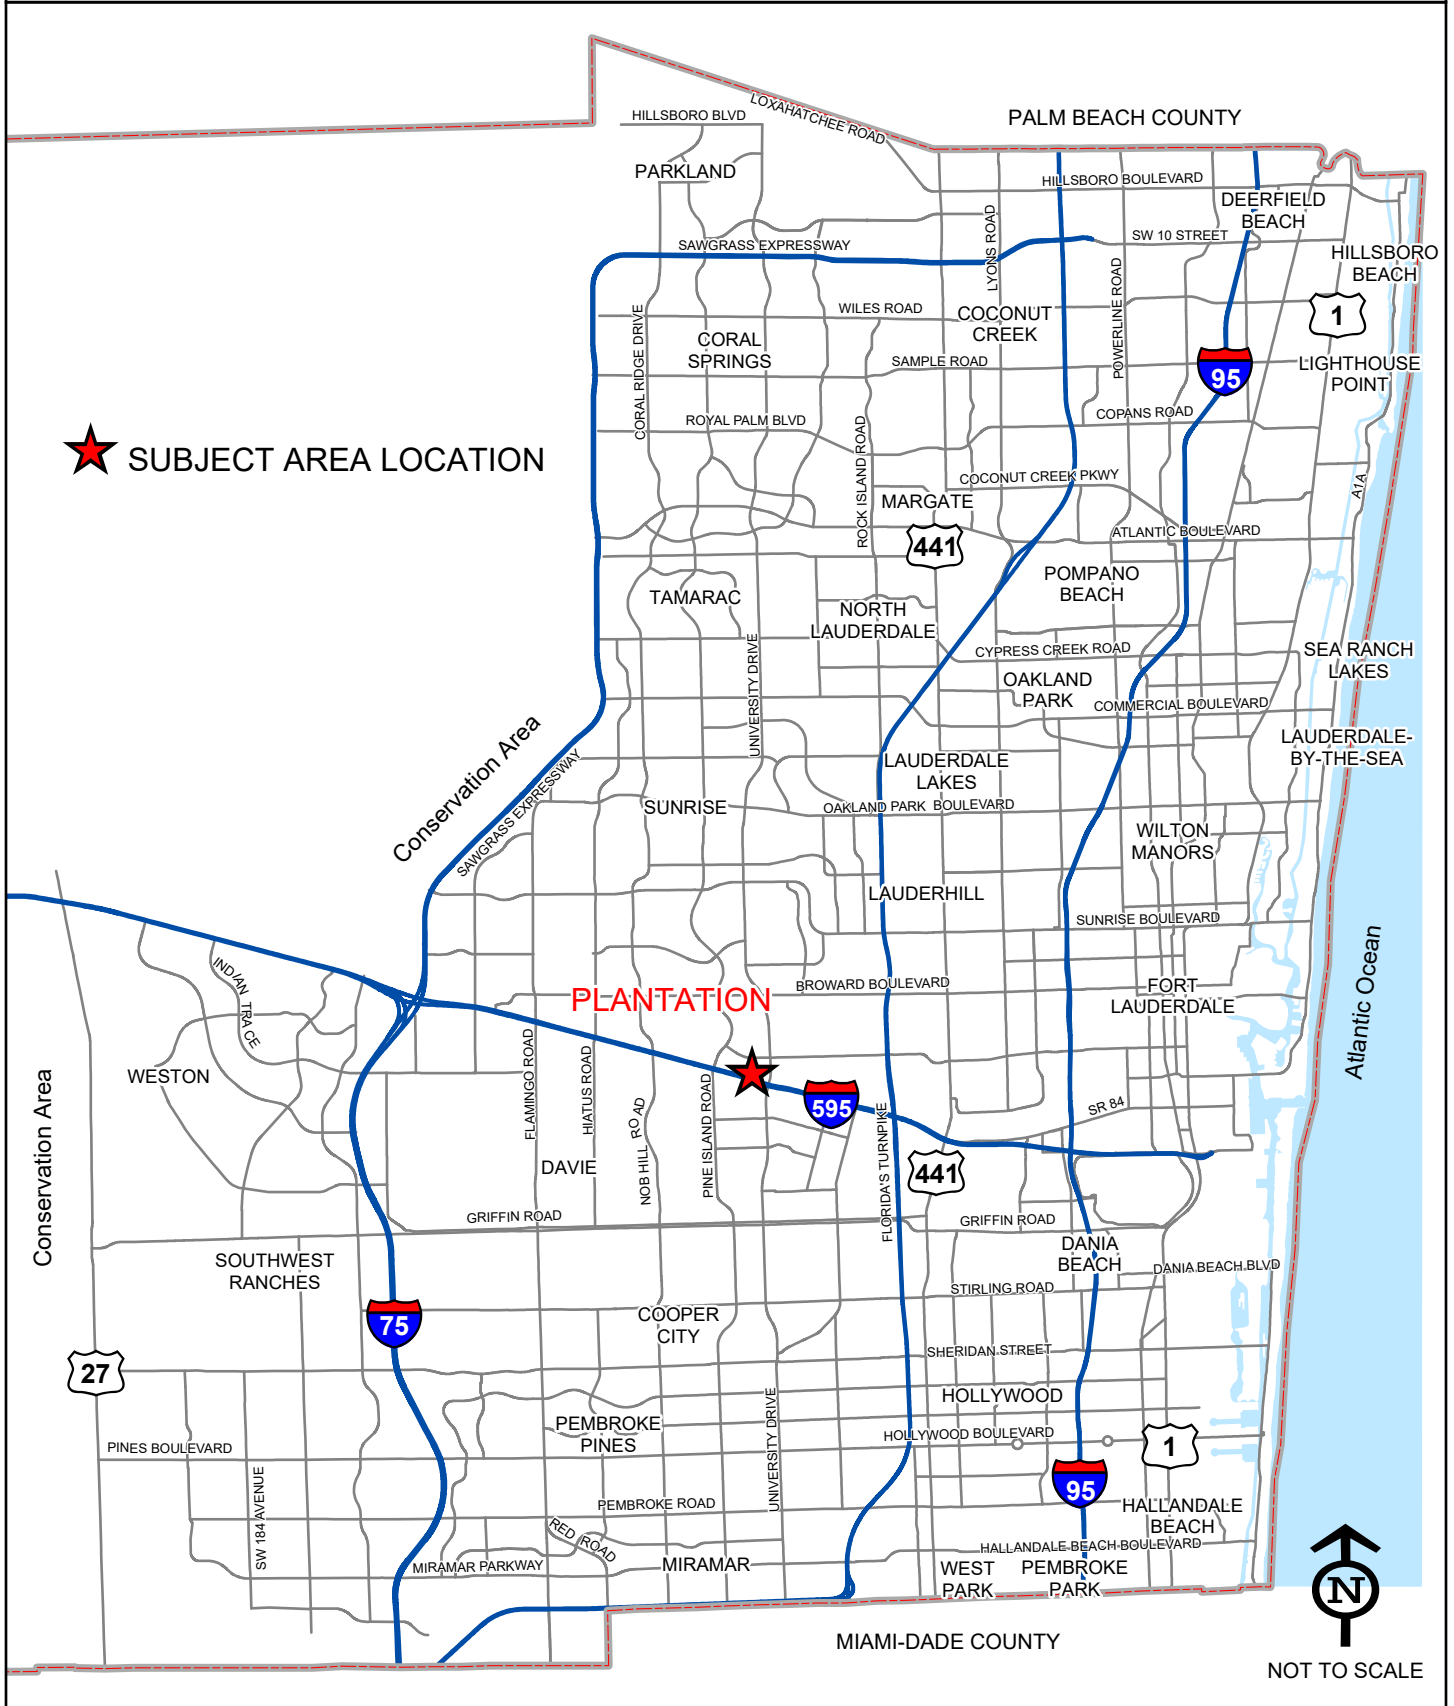 PALM BEACH COUNTY
LOXAHATCHEE ROAD
HILLSBORO BLVD
PARKLAND
HILLSBORO BOULEVARD
DEERFIELD
BEACH
LYONS ROAD
SW 10 STREET
SAWGRASS EXPRESSWAY
HILLSBORO
BEACH
POWERLINE ROAD
WILES ROAD
COCONUT
CREEK
1
CORAL RIDGE DRIVE
CORAL
SPRINGS
SAMPLE ROAD
95
LIGHTHOUSE
POINT
ROYAL PALM BLVD
COPANS ROAD
ROCK ISLAND ROAD
SUBJECT AREA LOCATION
COCONUT CREEK PKWY
A1A
MARGATE
441
ATLANTIC BOULEVARD
POMPANO
BEACH
TAMARAC
NORTH
LAUDERDALE
UNIVERSITY DRIVE
CYPRESS CREEK ROAD
SEA RANCH
LAKES
OAKLAND
PARK
COMMERCIAL BOULEVARD
LAUDERDALE-
BY-THE-SEA
Conservation Area
SAWGRASS EXPRESSWAY
LAUDERDALE
LAKES
SUNRISE
OAKLAND PARK BOULEVARD
WILTON
MANORS
LAUDERHILL
SUNRISE BOULEVARD
Atlantic Ocean
INDIAN TRACE
BROWARD BOULEVARD
PLANTATION
FORT
LAUDERDALE
WESTON
FLAMINGO ROAD
HIATUS ROAD
NOB HILL ROAD
PINE ISLAND ROAD
595
FLORIDA'S TURNPIKE
SR 84
Conservation Area
DAVIE
441
GRIFFIN ROAD
GRIFFIN ROAD
DANIA
BEACH
DANIA BEACH BLVD
SOUTHWEST
RANCHES
STIRLING ROAD
75
COOPER
CITY
SHERIDAN STREET
27
HOLLYWOOD
UNIVERSITY DRIVE
PEMBROKE
PINES
HOLLYWOOD BOULEVARD
1
PINES BOULEVARD
SW 184 AVENUE
95
PEMBROKE ROAD
HALLANDALE
BEACH
RED ROAD
HALLANDALE BEACH BOULEVARD
MIRAMAR PARKWAY
MIRAMAR
WEST
PARK
PEMBROKE
PARK
N
MIAMI-DADE COUNTY
NOT TO SCALE